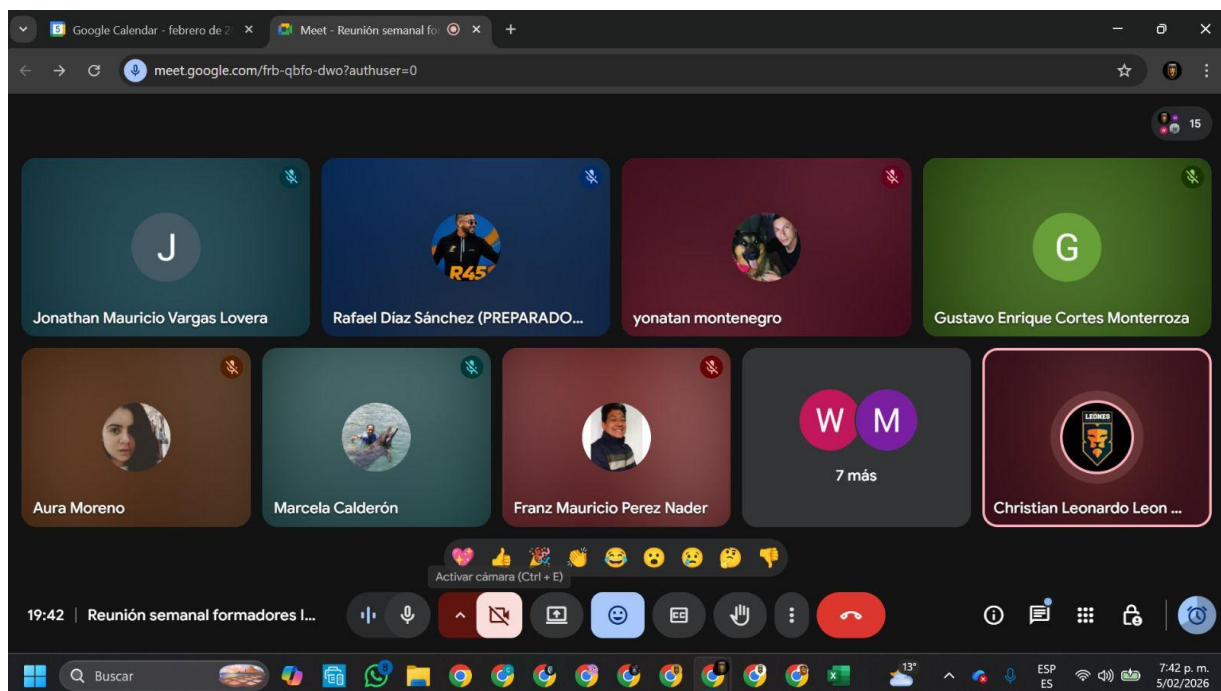 Google Calendar - febrero de 2
Meet - Reunión semanal fo
meet.google.com/frb-qbfo-dwo?authuser=0
15
J
Jonathan Mauricio Vargas Lovera
R45
Rafael Díaz Sánchez (PREPARADO...
yonatan montenegro
G
Gustavo Enrique Cortes Monterroza
Aura Moreno
Marcela Calderón
Franz Mauricio Perez Nader
W M
7 más
LEONES
Christian Leonardo Leon ...
Activar cámara (Ctrl + E)
19:42 | Reunión semanal formadores l...
Buscar
13°
ESP
ES
7:42 p. m.
5/02/2026